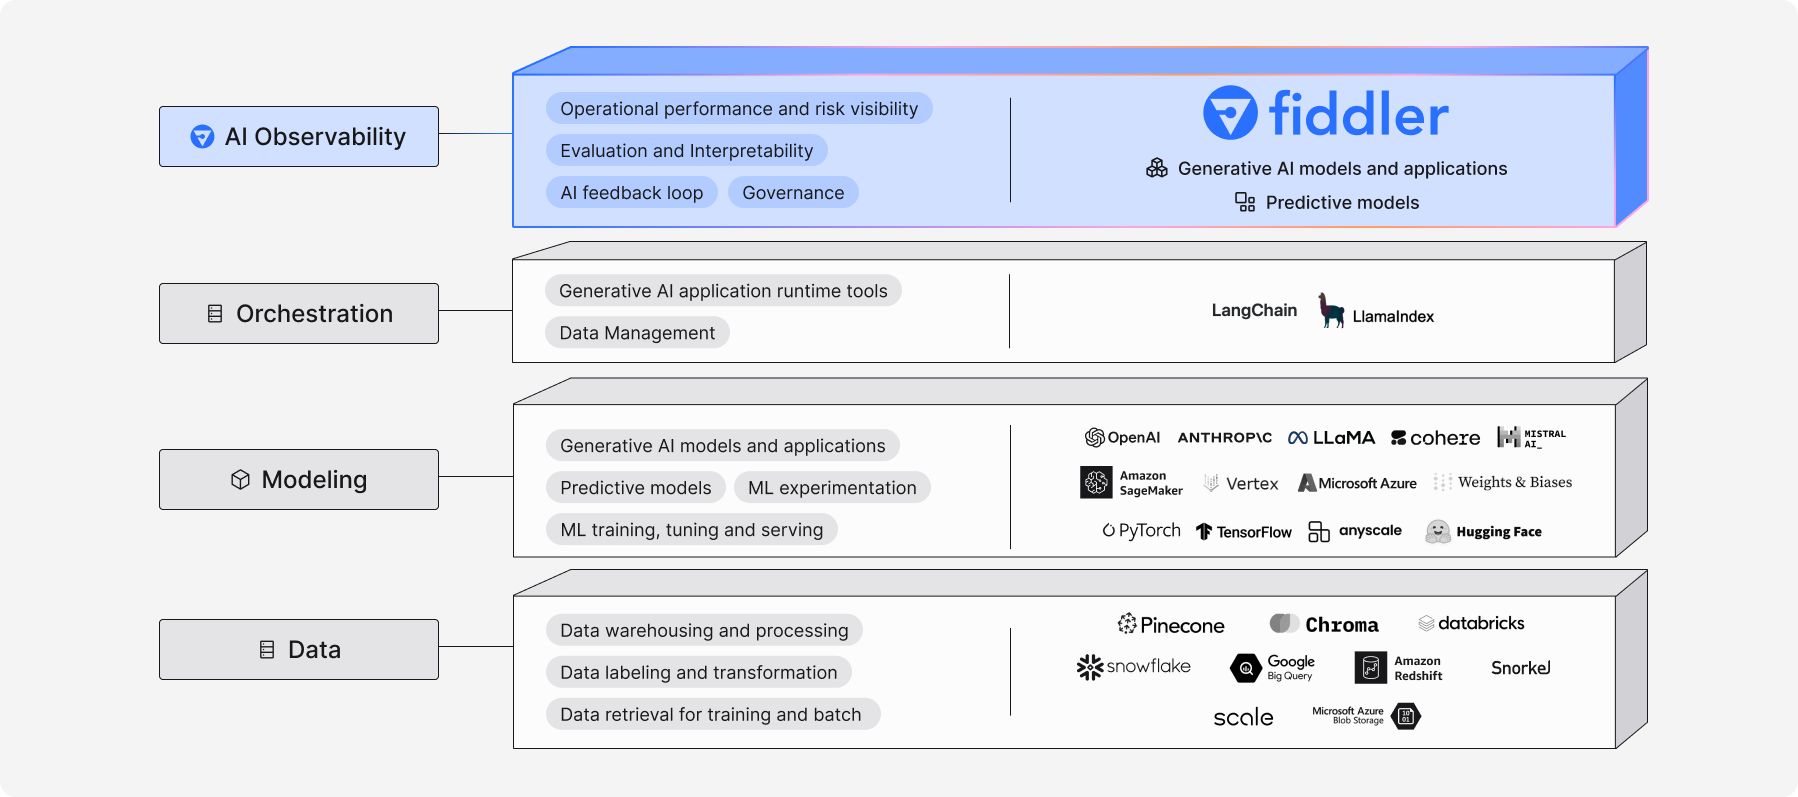 AI Observability
Operational performance and risk visibility
Evaluation and Interpretability
AI feedback loop Governance
fiddler
Generative AI models and applications
Predictive models
Orchestration
Generative AI application runtime tools
Data Management
LangChain LlamaIndex
Modeling
Generative AI models and applications
Predictive models ML experimentation
ML training, tuning and serving
OpenAI ANTHROP\C LLaMA cohere MISTRAL AI_
Amazon SageMaker Vertex Microsoft Azure Weights & Biases
PyTorch TensorFlow anyscale Hugging Face
Data
Data warehousing and processing
Data labeling and transformation
Data retrieval for training and batch
Pinecone Chroma databricks
snowflake Google Big Query Amazon Redshift Snorkel
scale Microsoft Azure Blob Storage 10 01